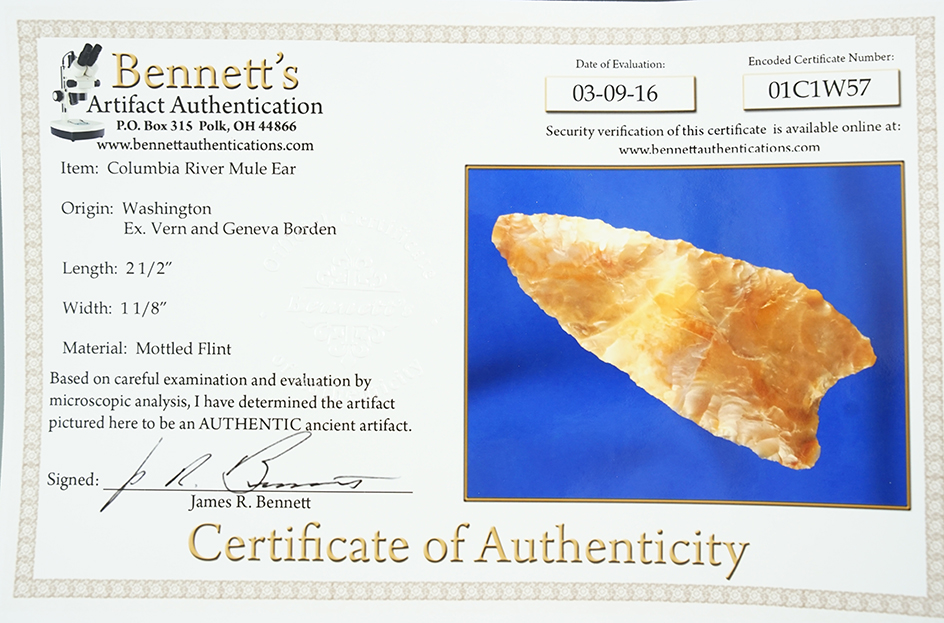 Bennett's
Artifact Authentication
P.O. Box 315 Polk, OH 44866
www.bennettauthentications.com
Date of Evaluation:
03-09-16
Encoded Certificate Number:
01C1W57
Security verification of this certificate is available online at:
www.bennettauthentications.com
Item: Columbia River Mule Ear
Origin: Washington
Ex. Vern and Geneva Borden
Length: 2 1/2"
Width: 1 1/8"
Material: Mottled Flint
Based on careful examination and evaluation by
microscopic analysis, I have determined the artifact
pictured here to be an AUTHENTIC ancient artifact.
Signed:
James R. Bennett
Certificate of Authenticity